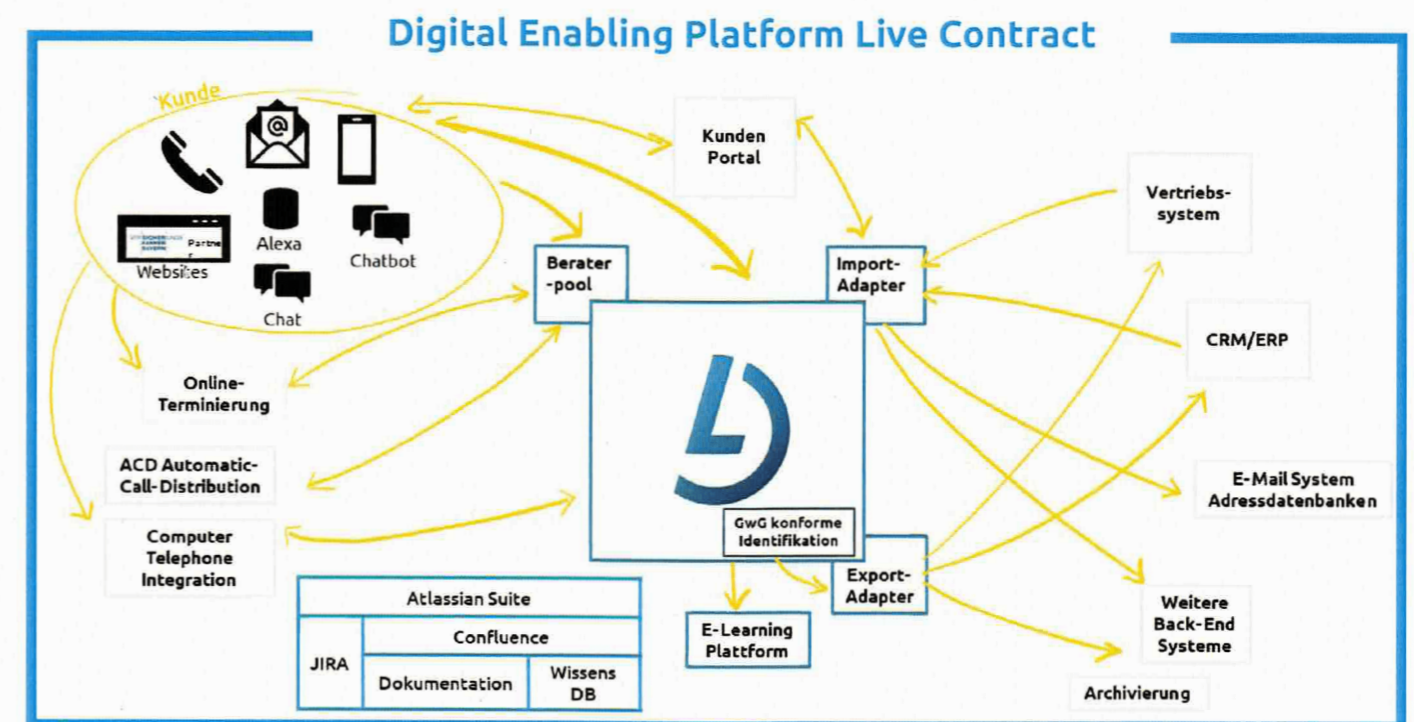 Digital Enabling Platform Live Contract
Kunde
@
Partne
r
Websites
Alexa
Chatbot
Chat
Kunden
Portal
Vertriebs-
system
Berater
-pool
Import-
Adapter
CRM/ERP
Online-
Terminierung
ACD Automatic-
Call-Distribution
E-Mail System
Adressdatenbanken
Computer
Telephone
Integration
GwG konforme
Identifikation
Export-
Adapter
Atlassian Suite
JIRA
Confluence
Dokumentation
Wissens
DB
E-Learning
Plattform
Weitere
Back-End
Systeme
Archivierung